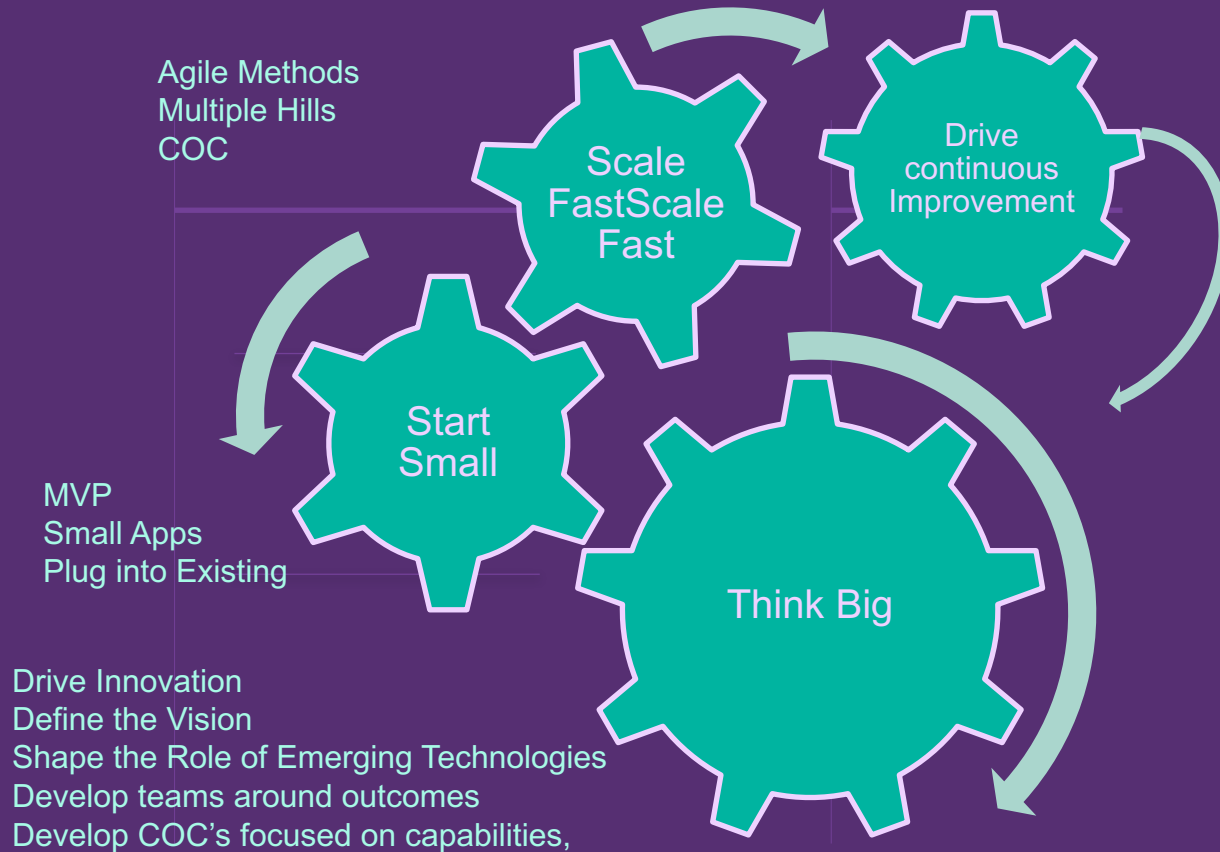 Agile Methods
Multiple Hills
COC
Scale
FastScale
Fast
Drive
continuous
Improvement
Start
Small
MVP
Small Apps
Plug into Existing
Think Big
Drive Innovation
Define the Vision
Shape the Role of Emerging Technologies
Develop teams around outcomes
Develop COC’s focused on capabilities,